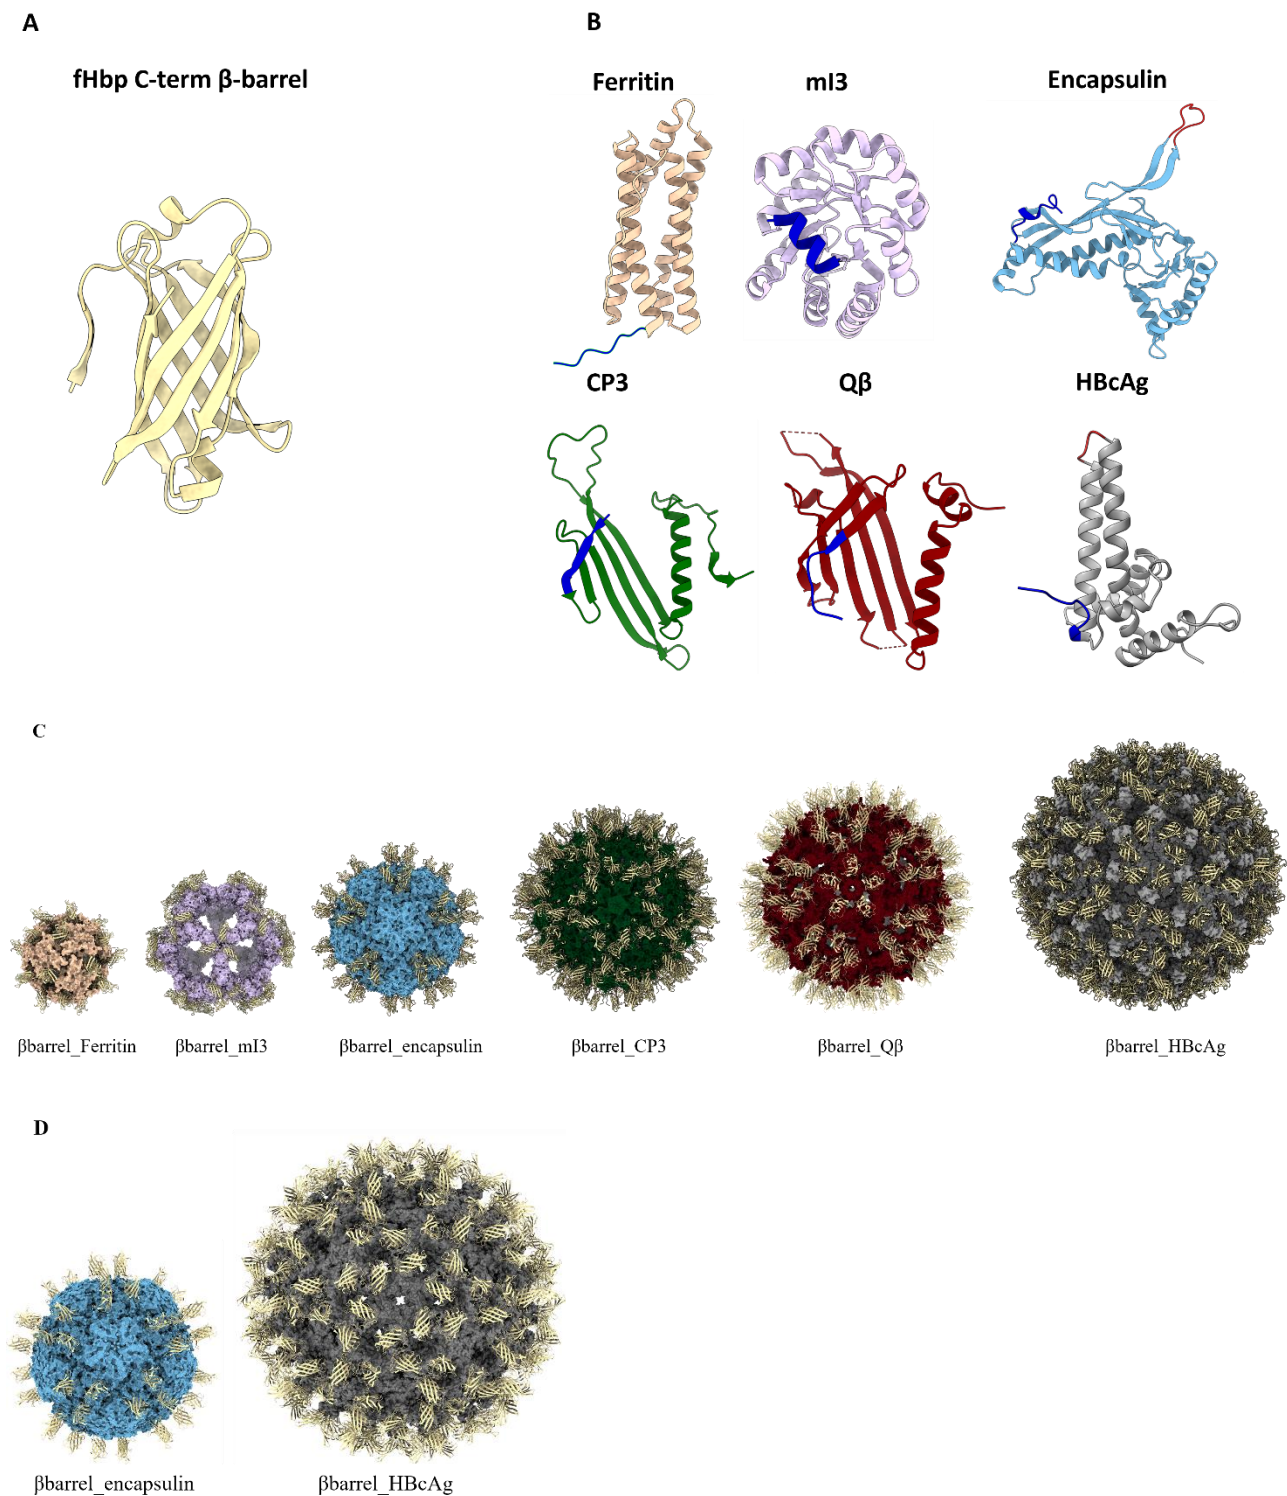 A
B
fHbp C-term β-barrel
Ferritin
mI3
Encapsulin
CP3
Qβ
HBcAg
C
βbarrel_Ferritin
βbarrel_mI3
βbarrel_encapsulin
βbarrel_CP3
βbarrel_Qβ
βbarrel_HBcAg
D
βbarrel_encapsulin
βbarrel_HBcAg